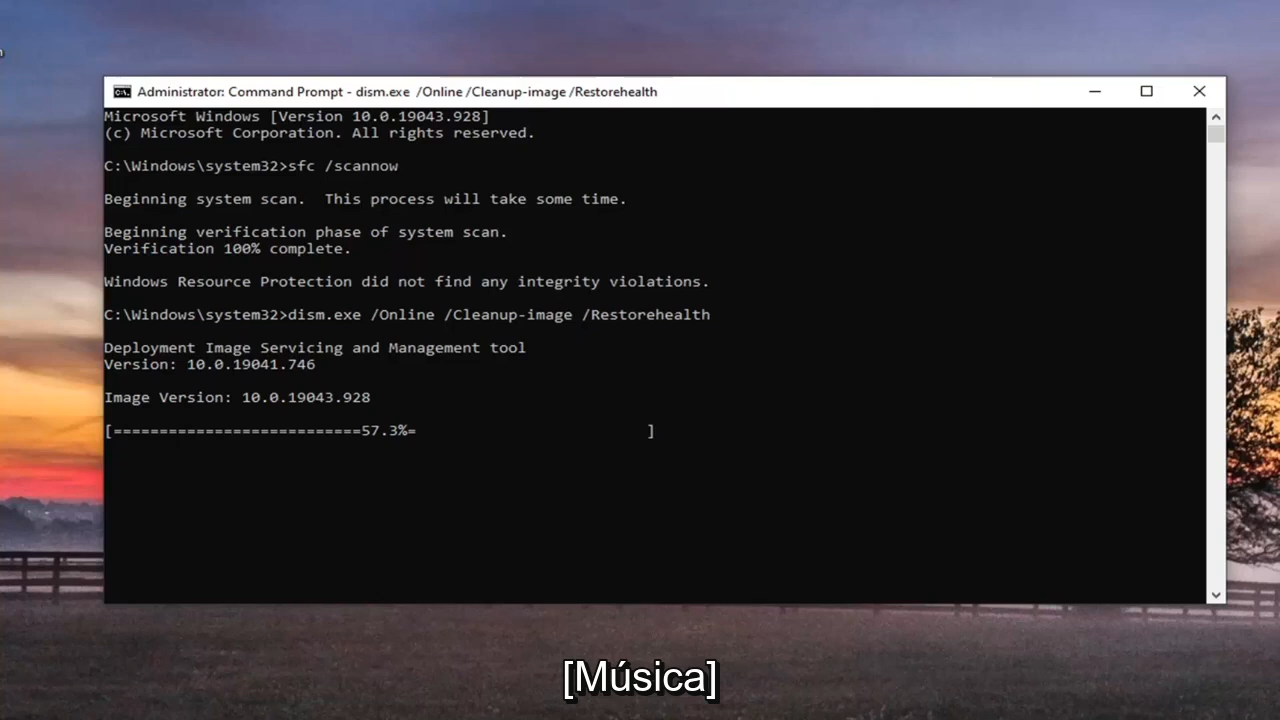 Administrator: Command Prompt - dism.exe  /Online /Cleanup-image /Restorehealth
Microsoft Windows [Version 10.0.19043.928]
(c) Microsoft Corporation. All rights reserved.
C:\Windows\system32>sfc /scannow
Beginning system scan.  This process will take some time.
Beginning verification phase of system scan.
Verification 100% complete.
Windows Resource Protection did not find any integrity violations.
C:\Windows\system32>dism.exe /Online /Cleanup-image /Restorehealth
Deployment Image Servicing and Management tool
Version: 10.0.19041.746
Image Version: 10.0.19043.928
[===========================57.3%=                          ]
[Música]